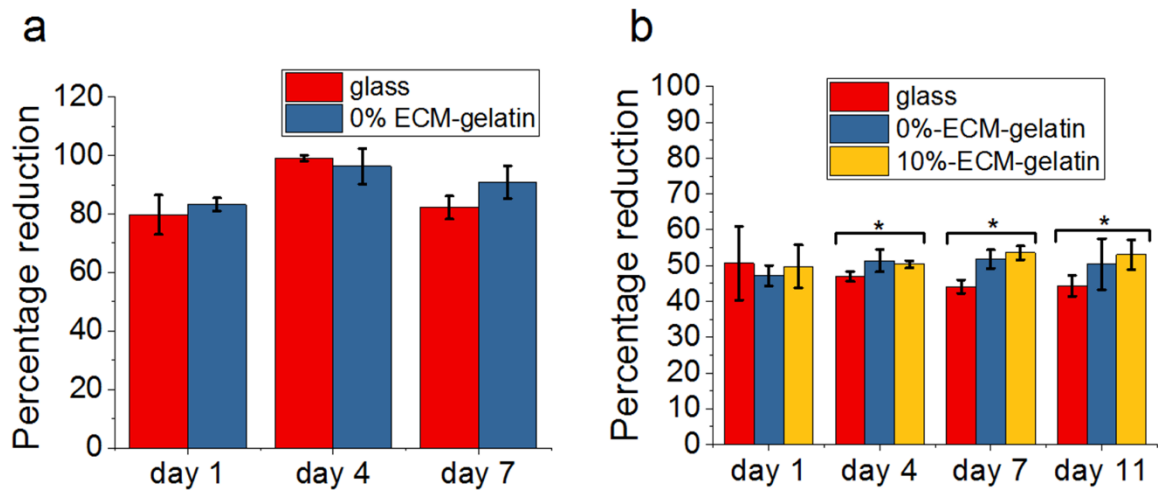 a
Percentage reduction
120
100
80
60
40
20
0
glass
0% ECM-gelatin
day 1
day 4
day 7
b
Percentage reduction
100
90
80
70
60
50
40
30
20
10
0
glass
0%-ECM-gelatin
10%-ECM-gelatin
*
*
*
day 1
day 4
day 7
day 11